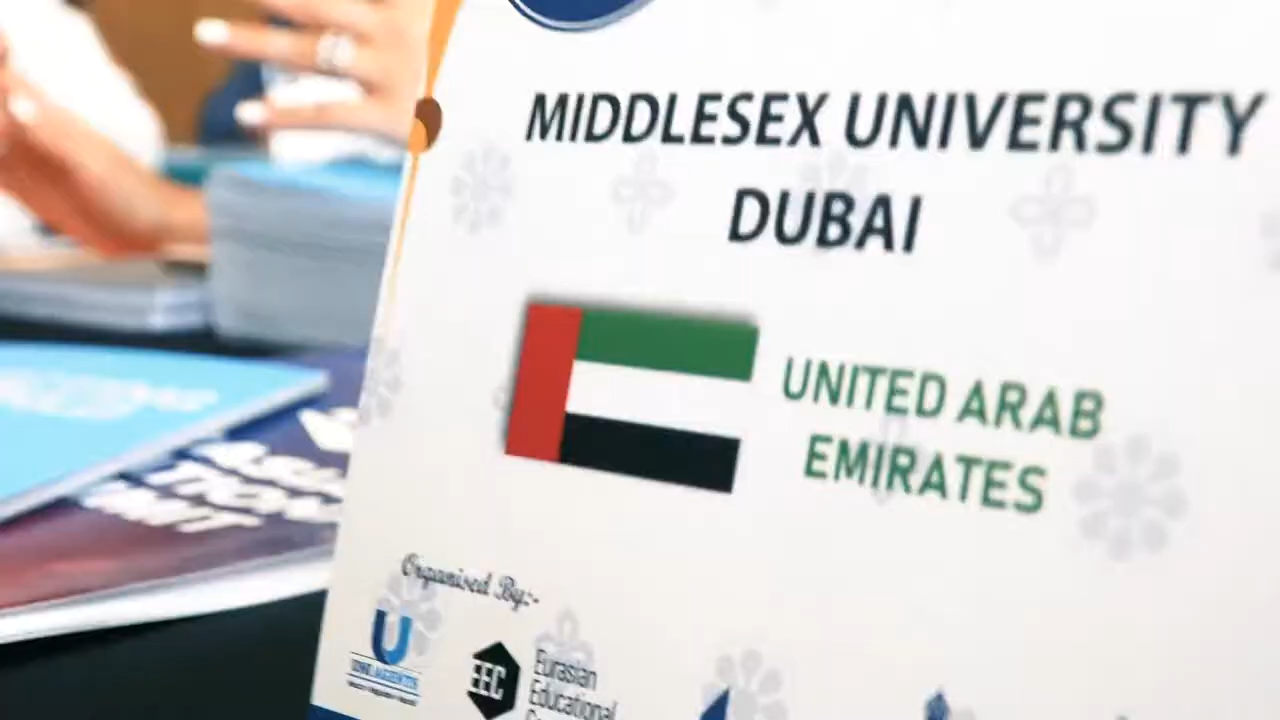 MIDDLESEX UNIVERSITY
DUBAI
UNITED ARAB
EMIRATES
Organised By:-
U
EEC
Eurasian
Educational